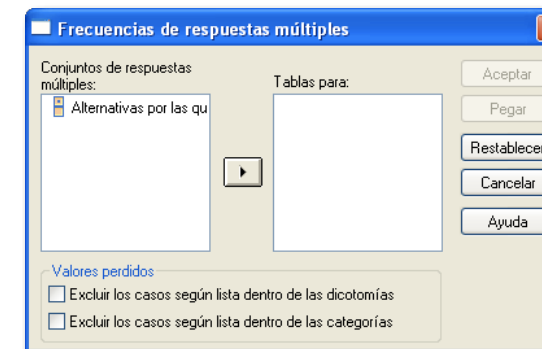 Frecuencias de respuestas múltiples
Conjuntos de respuestas
múltiples:
Tablas para:
Alternativas por las qu
Aceptar
Pegar
Restablecer
Cancelar
Ayuda
Valores perdidos
Excluir los casos según lista dentro de las dicotomías
Excluir los casos según lista dentro de las categorías